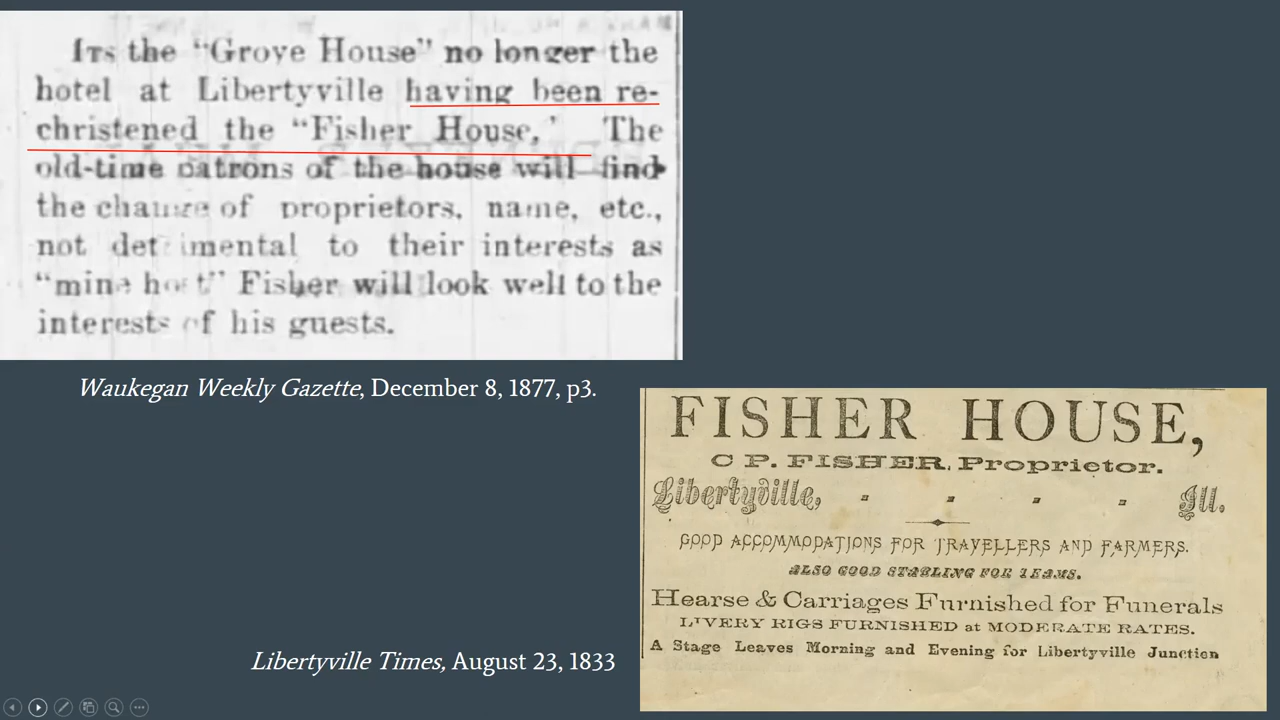 ITS the "Grove House" no longer the
hotel at Libertyville having been re-
christened the "Fisher House,' The
old-time patrons of the house will find
the change of proprietors, name, etc.,
not detrimental to their interests as
"mine host" Fisher will look well to the
interests of his guests.
Waukegan Weekly Gazette, December 8, 1877, p3.
FISHER HOUSE,
C P. FISHER, Proprietor.
Libertyville, - - - - Ill.
GOOD ACCOMMODATIONS FOR TRAVELLERS AND FARMERS.
ALSO GOOD STABLING FOR TEAMS.
Hearse & Carriages Furnished for Funerals
LIVERY RIGS FURNISHED at MODERATE RATES.
A Stage Leaves Morning and Evening for Libertyville Junction
Libertyville Times, August 23, 1833